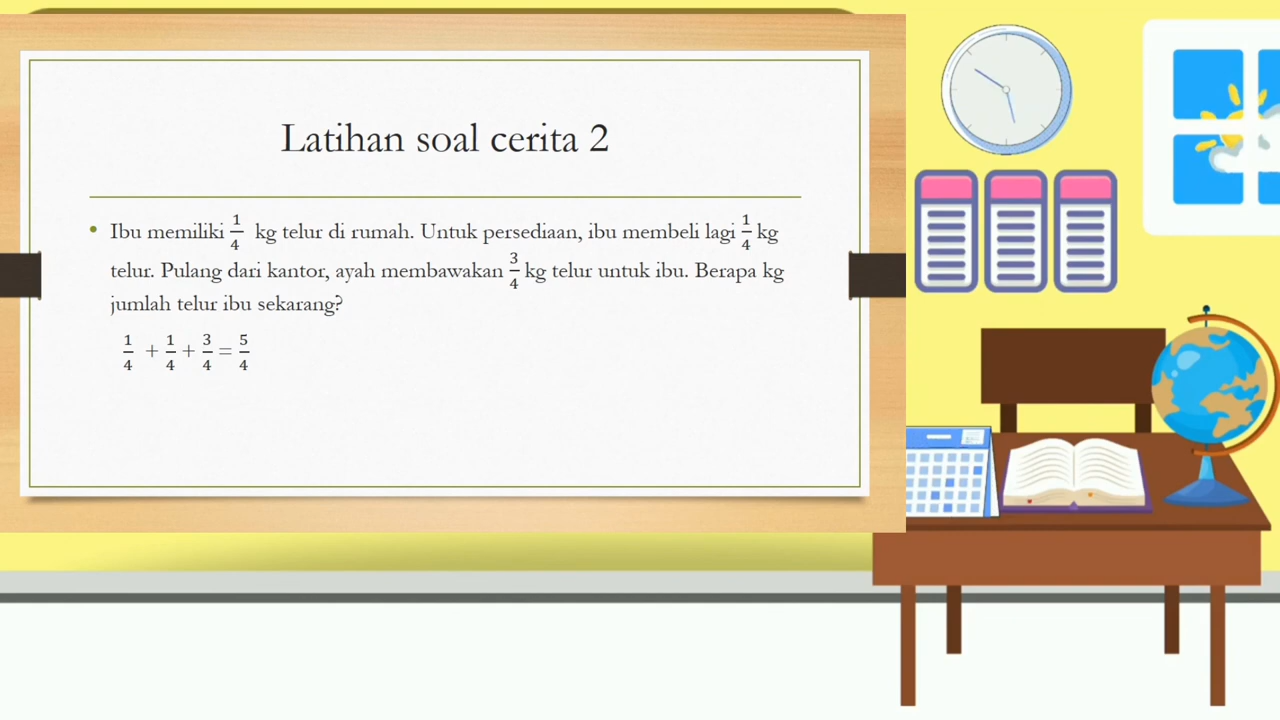 Latihan soal cerita 2
• Ibu memiliki 1/4 kg telur di rumah. Untuk persediaan, ibu membeli lagi 1/4 kg
telur. Pulang dari kantor, ayah membawakan 3/4 kg telur untuk ibu. Berapa kg
jumlah telur ibu sekarang?
1/4 + 1/4 + 3/4 = 5/4